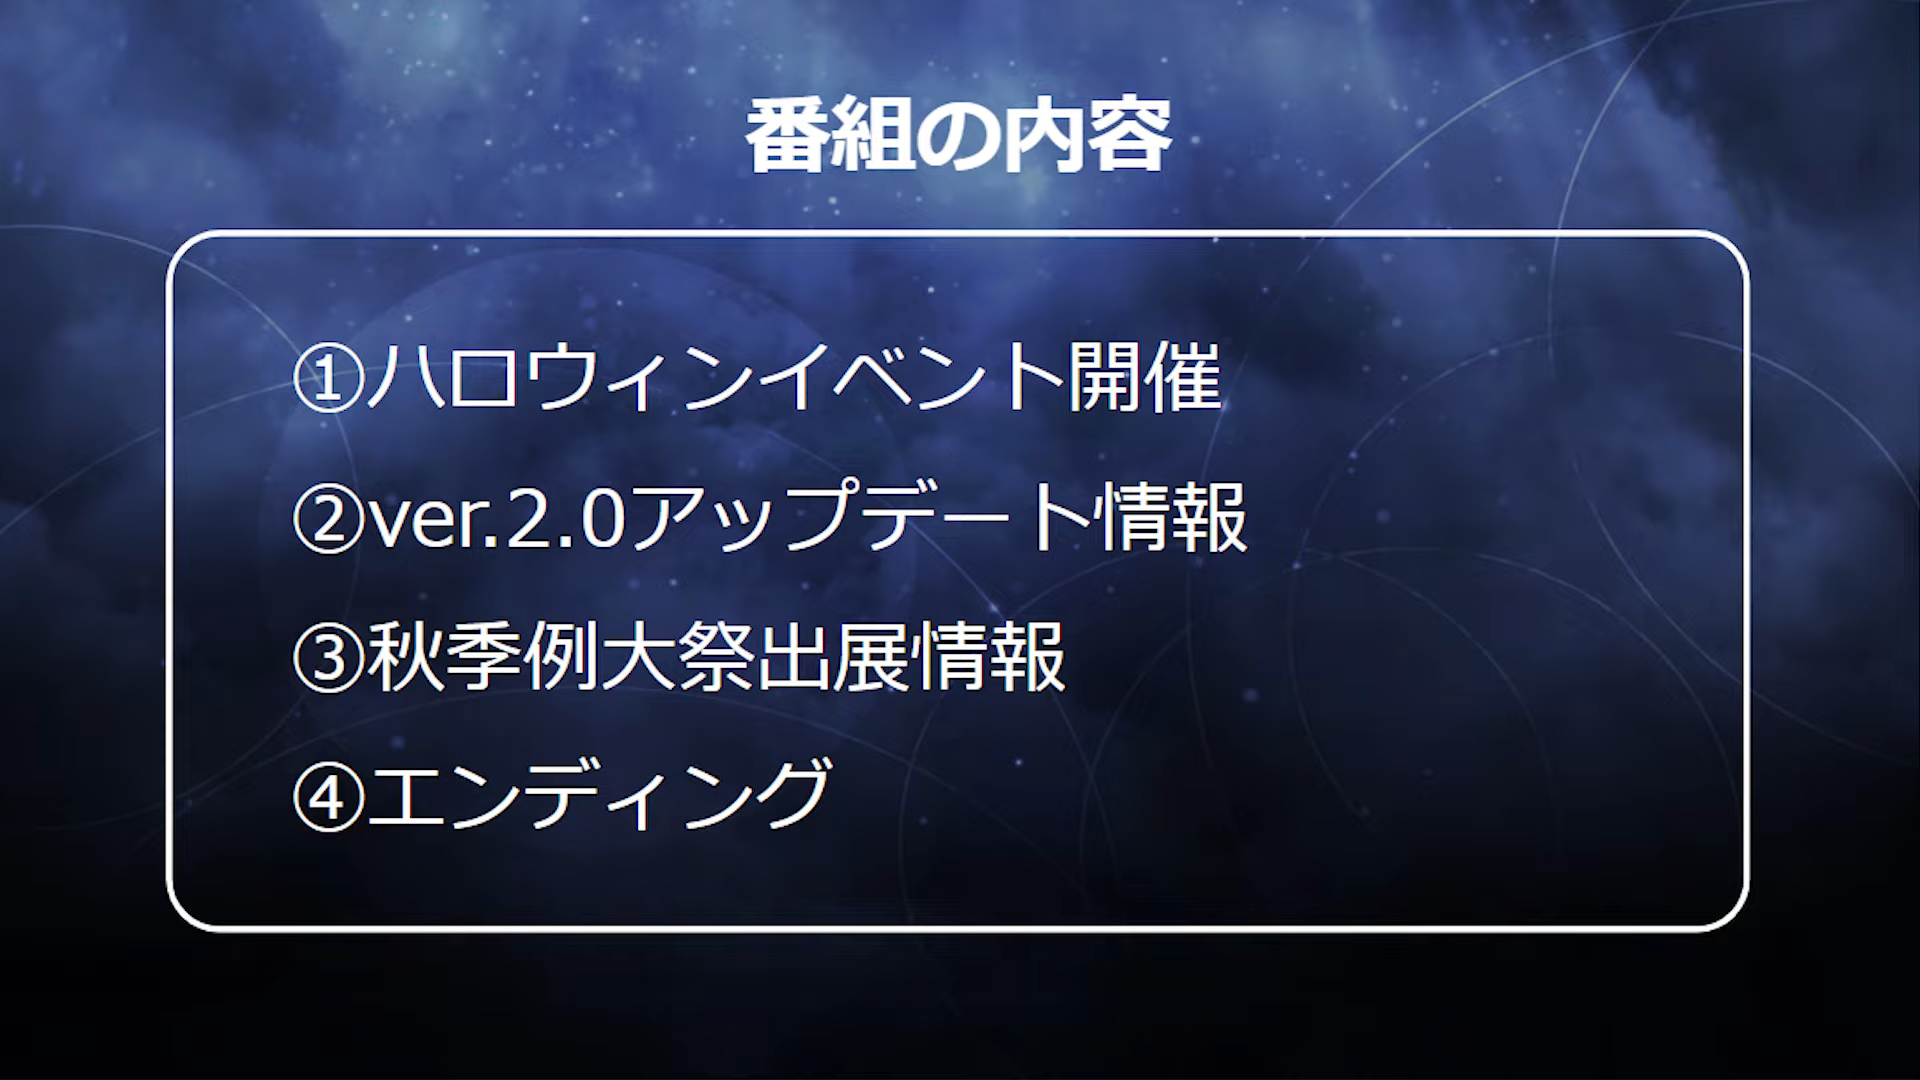 番組の内容
①ハロウィンイベント開催
②ver.2.0アップデート情報
③秋季例大祭出展情報
④エンディング